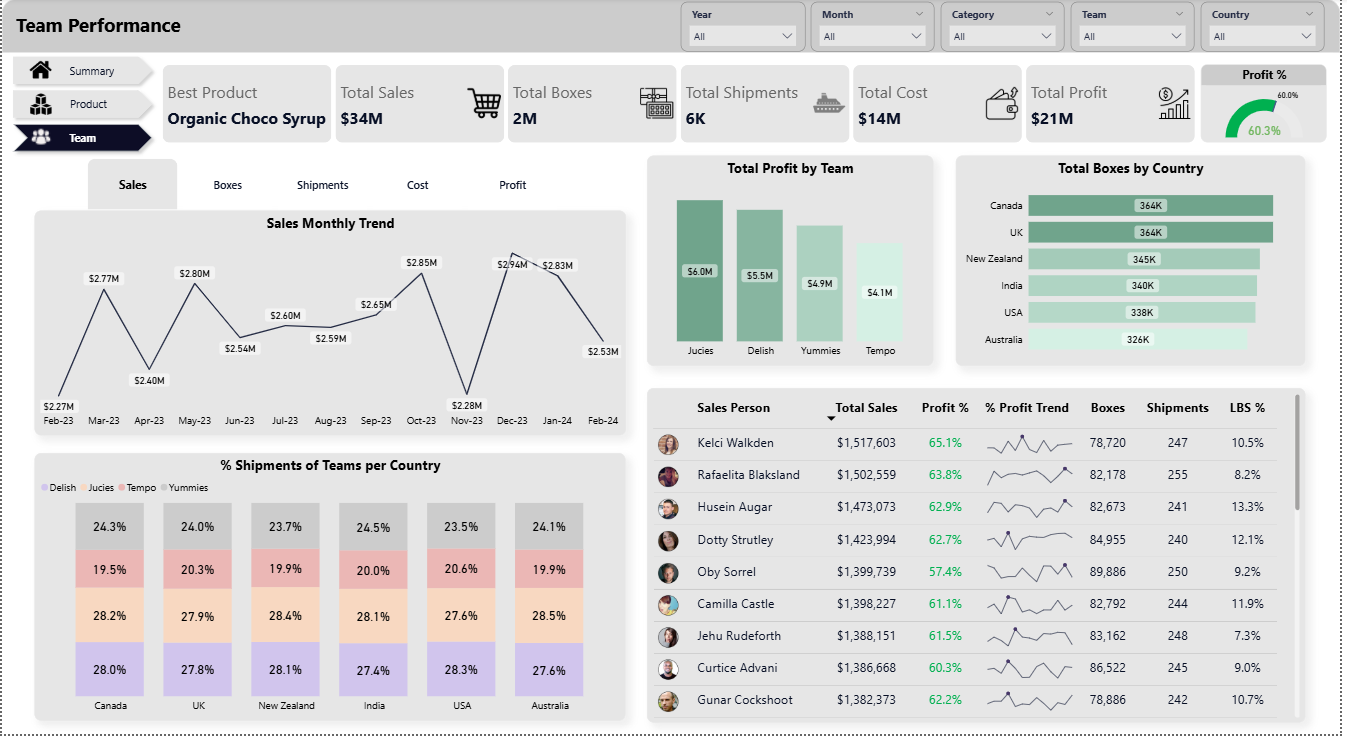 Team Performance
Year
All
Month
All
Category
All
Team
All
Country
All
Summary
Product
Team
Best Product
Organic Choco Syrup
Total Sales
$34M
Total Boxes
2M
Total Shipments
6K
Total Cost
$14M
Total Profit
$21M
Profit %
60.0%
60.3%
Sales Boxes Shipments Cost Profit
Sales Monthly Trend
$2.27M $2.77M $2.40M $2.80M $2.54M $2.60M $2.59M $2.65M $2.85M $2.28M $2.94M $2.83M $2.53M
Feb-23 Mar-23 Apr-23 May-23 Jun-23 Jul-23 Aug-23 Sep-23 Oct-23 Nov-23 Dec-23 Jan-24 Feb-24
Total Profit by Team
$6.0M $5.5M $4.9M $4.1M
Jucies Delish Yummies Tempo
Total Boxes by Country
Canada 364K
UK 364K
New Zealand 345K
India 340K
USA 338K
Australia 326K
% Shipments of Teams per Country
Delish Jucies Tempo Yummies
24.3% 24.0% 23.7% 24.5% 23.5% 24.1%
19.5% 20.3% 19.9% 20.0% 20.6% 19.9%
28.2% 27.9% 28.4% 28.1% 27.6% 28.5%
28.0% 27.8% 28.1% 27.4% 28.3% 27.6%
Canada UK New Zealand India USA Australia
Sales Person Total Sales Profit % % Profit Trend Boxes Shipments LBS %
Kelci Walkden $1,517,603 65.1% 78,720 247 10.5%
Rafaelita Blaksland $1,502,559 63.8% 82,178 255 8.2%
Husein Augar $1,473,073 62.9% 82,673 241 13.3%
Dotty Strutley $1,423,994 62.7% 84,955 240 12.1%
Oby Sorrel $1,399,739 57.4% 89,886 250 9.2%
Camilla Castle $1,398,227 61.1% 82,792 244 11.9%
Jehu Rudeforth $1,388,151 61.5% 83,162 248 7.3%
Curtice Advani $1,386,668 60.3% 86,522 245 9.0%
Gunar Cockshoot $1,382,373 62.2% 78,886 242 10.7%